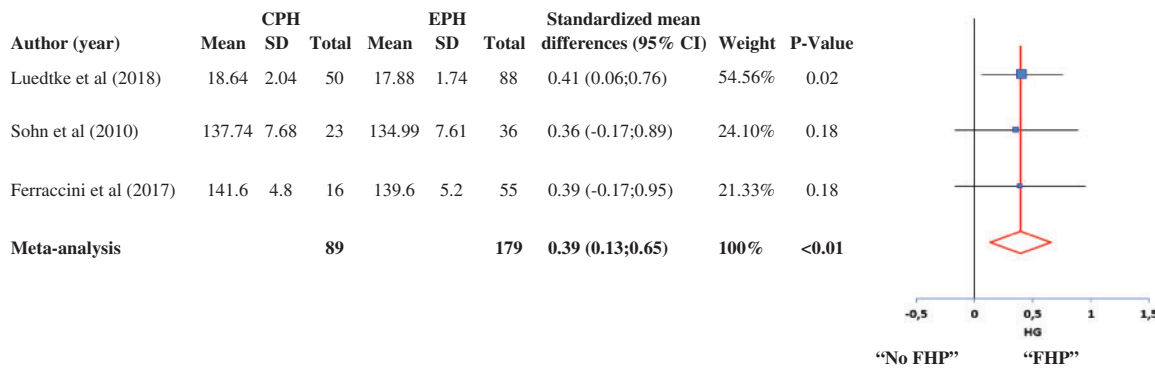 CPH EPH Standardized mean
Author (year) Mean SD Total Mean SD Total differences (95% CI) Weight P-Value
Luedtke et al (2018) 18.64 2.04 50 17.88 1.74 88 0.41 (0.06;0.76) 54.56% 0.02
Sohn et al (2010) 137.74 7.68 23 134.99 7.61 36 0.36 (-0.17;0.89) 24.10% 0.18
Ferraccini et al (2017) 141.6 4.8 16 139.6 5.2 55 0.39 (-0.17;0.95) 21.33% 0.18
Meta-analysis 89 179 0.39 (0.13;0.65) 100% <0.01
-0,5 0 0,5 1 1,5
HG
“No FHP” “FHP”